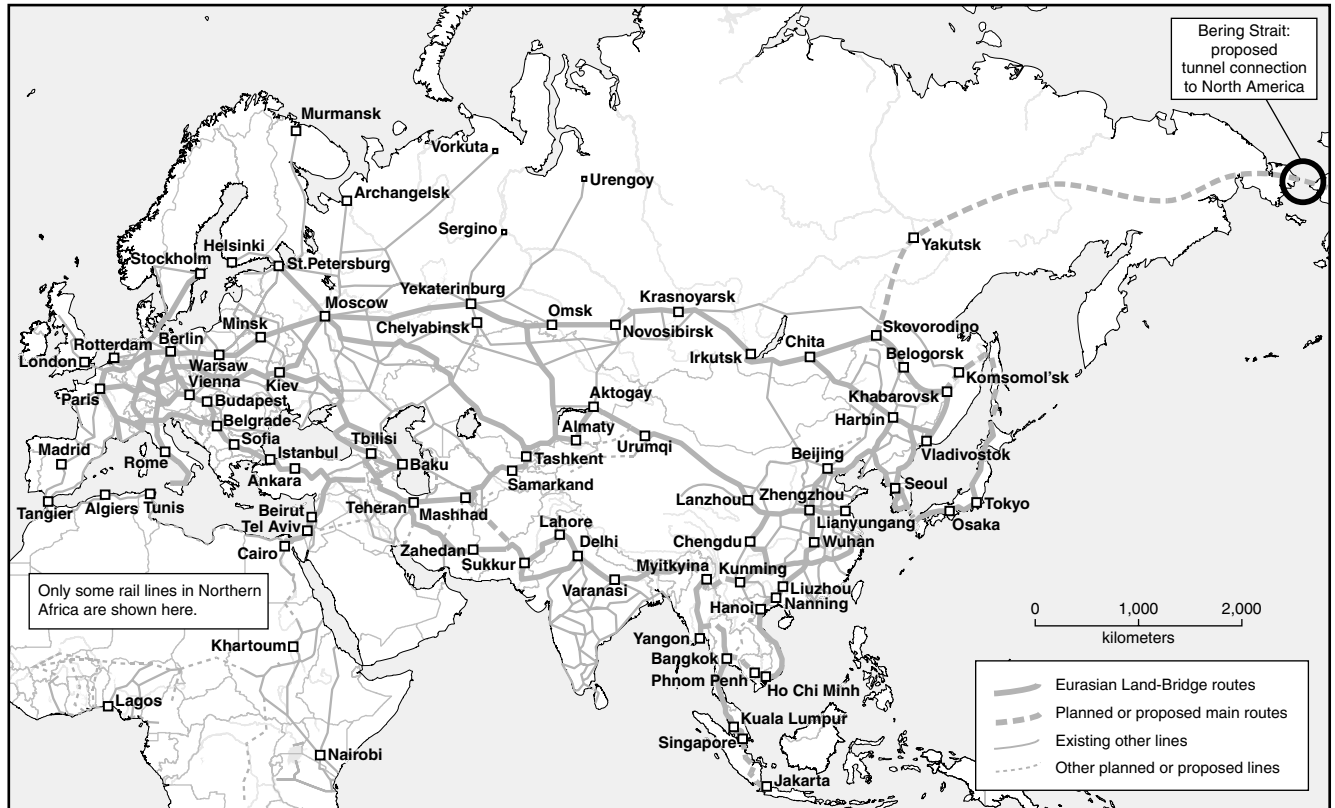 Bering Strait:
proposed
tunnel connection
to North America
Murmansk
Vorkuta
Urengoy
Archangelsk
Sergino
Yakutsk
Helsinki
Stockholm
St.Petersburg
Yekaterinburg
Krasnoyarsk
Moscow
Omsk
Chelyabinsk
Novosibirsk
Skovorodino
Minsk
Berlin
Rotterdam
London
Irkutsk
Chita
Belogorsk
Warsaw
Komsomol'sk
Vienna
Kiev
Paris
Budapest
Aktogay
Khabarovsk
Belgrade
Harbin
Almaty
Sofia
Tbilisi
Urumqi
Madrid
Istanbul
Rome
Beijing
Vladivostok
Tashkent
Baku
Ankara
Samarkand
Seoul
Lanzhou
Zhengzhou
Tokyo
Tangier
Algiers
Tunis
Beirut
Teheran
Mashhad
Osaka
Lianyungang
Tel Aviv
Lahore
Delhi
Chengdu
Wuhan
Cairo
Zahedan
Sukkur
Myitkyina
Kunming
Varanasi
Liuzhou
Nanning
Hanoi
Only some rail lines in Northern
Africa are shown here.
0 1,000 2,000
kilometers
Khartoum
Yangon
Bangkok
Phnom Penh
Ho Chi Minh
Lagos
Kuala Lumpur
Singapore
Nairobi
Jakarta
Eurasian Land-Bridge routes
Planned or proposed main routes
Existing other lines
Other planned or proposed lines